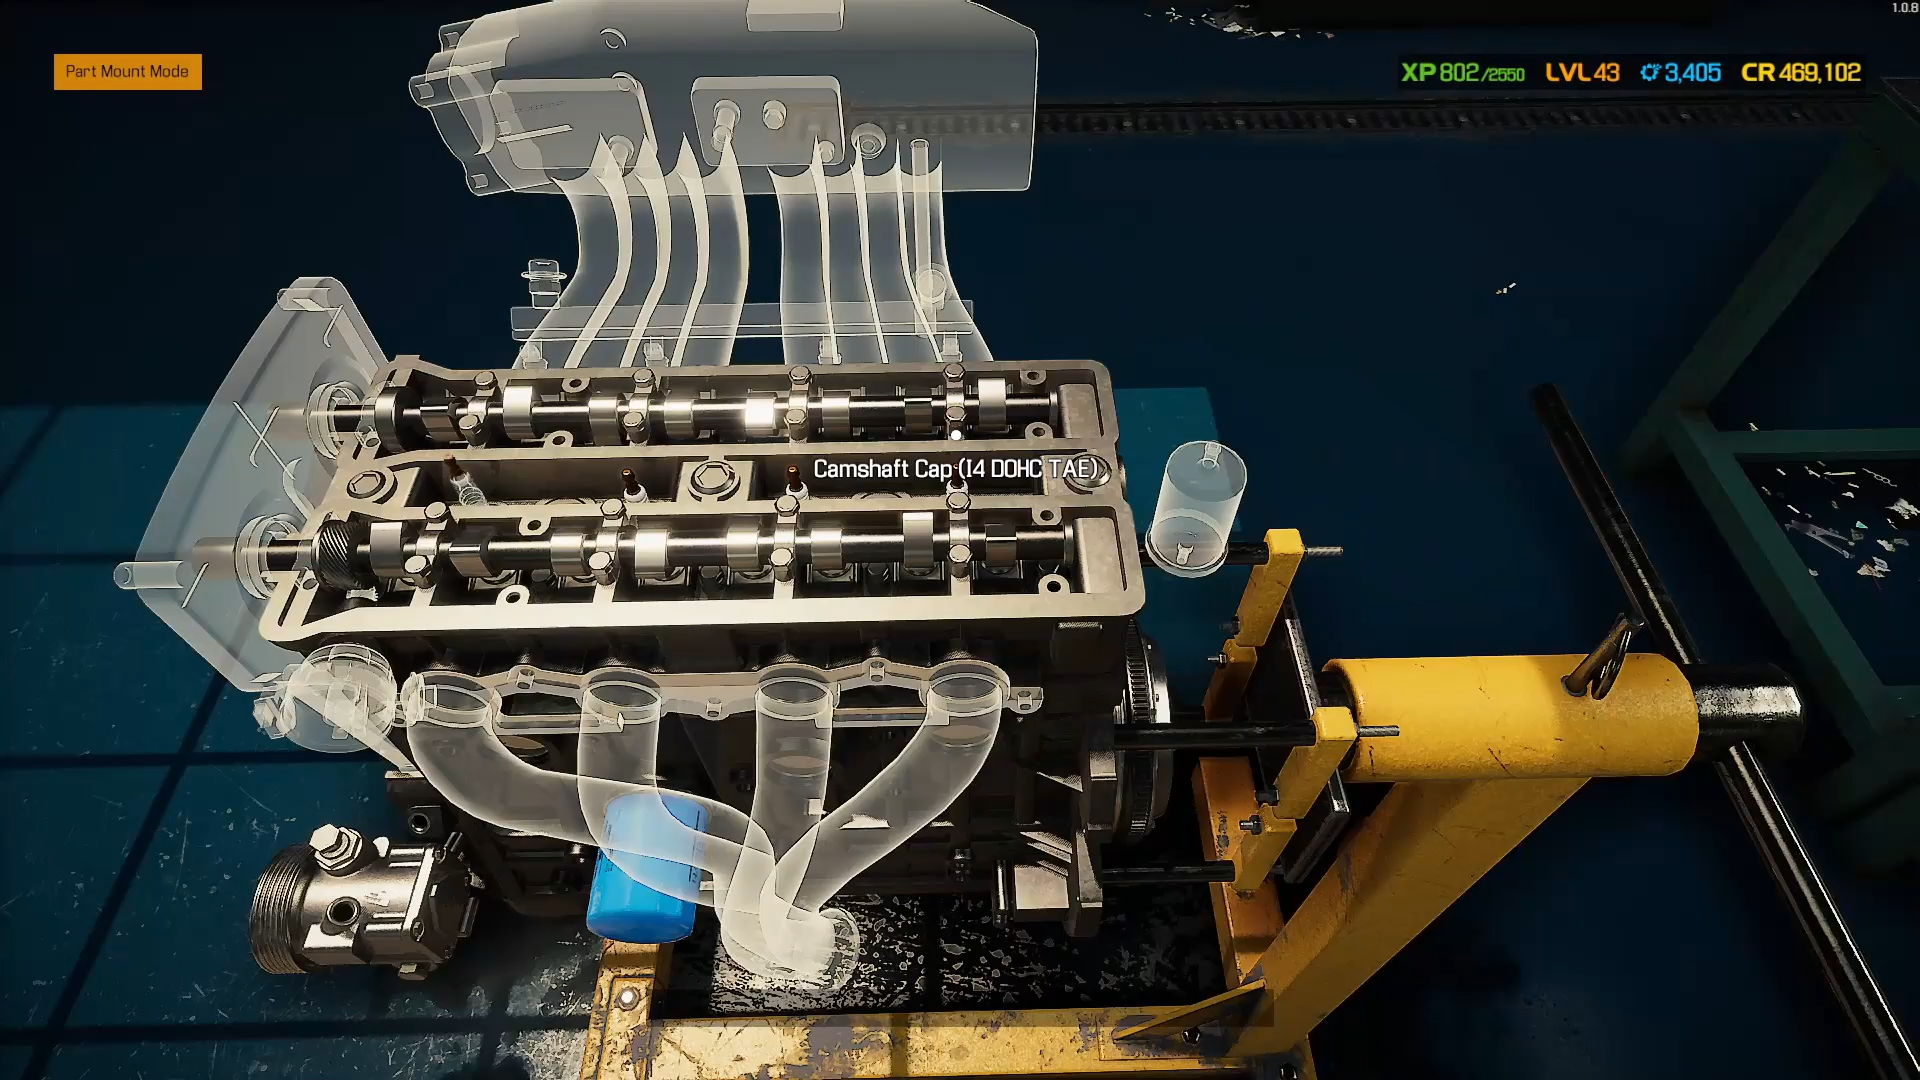 1.0.8
Part Mount Mode
XP 802/2550 LVL 43 3,405 CR 469,102
Camshaft Cap (I4 DOHC TAE)